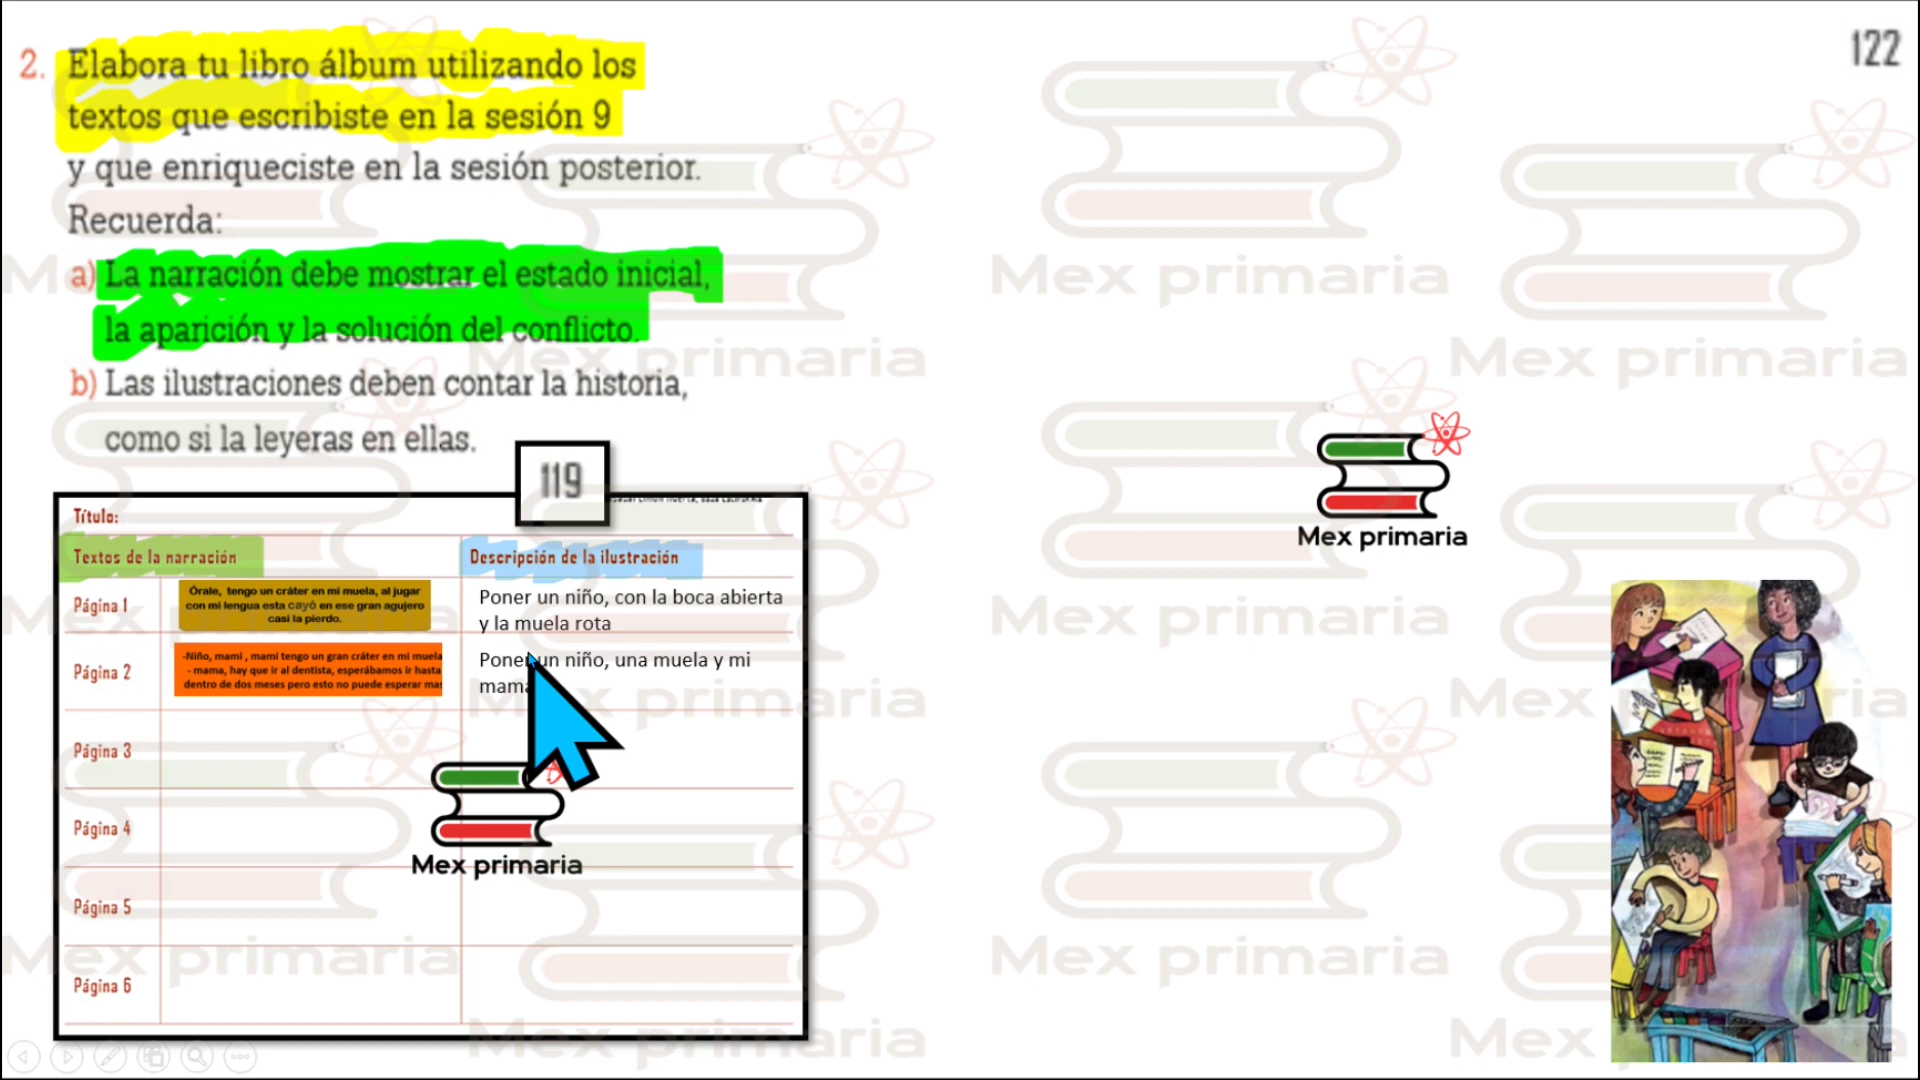 122
2. Elabora tu libro álbum utilizando los
textos que escribiste en la sesión 9
y que enriqueciste en la sesión posterior.
Recuerda:
a) La narración debe mostrar el estado inicial,
la aparición y la solución del conflicto.
b) Las ilustraciones deben contar la historia,
como si la leyeras en ellas.
119
Título:
Textos de la narración
Descripción de la ilustración
Página 1
Órale, tengo un cráter en mi muela, al jugar
con mi lengua esta cayó en ese gran agujero
casi la pierdo.
Poner un niño, con la boca abierta
y la muela rota
Página 2
-Niño, mami , mami tengo un gran cráter en mi muela
- mama, hay que ir al dentista, esperábamos ir hasta
dentro de dos meses pero esto no puede esperar mas
Poner un niño, una muela y mi
mamá
Página 3
Página 4
Página 5
Página 6
Mex primaria
Mex primaria